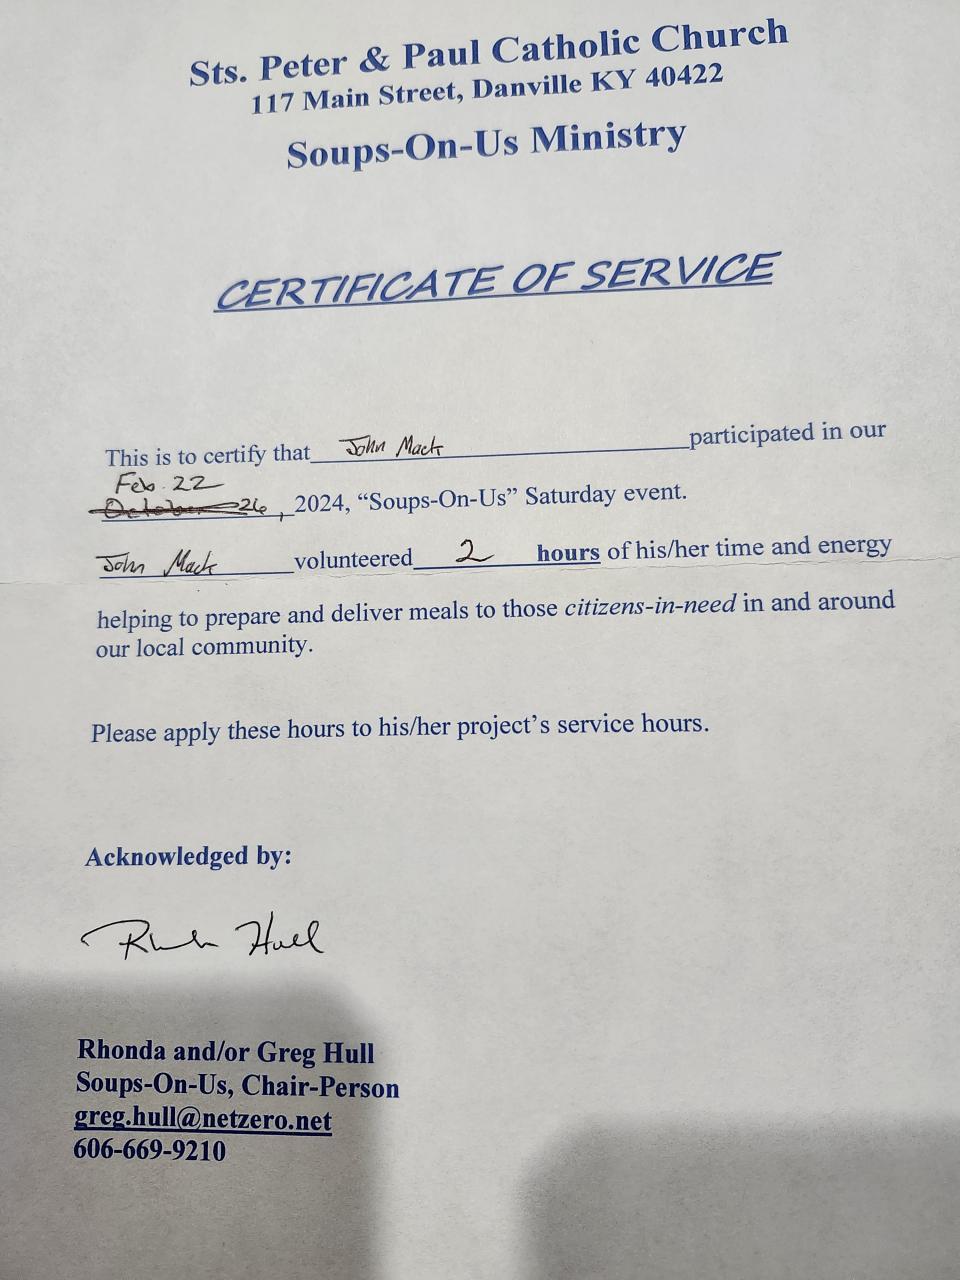 Sts. Peter & Paul Catholic Church
117 Main Street, Danville KY 40422
Soups-On-Us Ministry
CERTIFICATE OF SERVICE
This is to certify that John Mack participated in our
Feb. 22
October 26, 2024, “Soups-On-Us” Saturday event.
John Mack volunteered 2 hours of his/her time and energy
helping to prepare and deliver meals to those citizens-in-need in and around
our local community.
Please apply these hours to his/her project’s service hours.
Acknowledged by:
Rhonda Hull
Rhonda and/or Greg Hull
Soups-On-Us, Chair-Person
greg.hull@netzero.net
606-669-9210